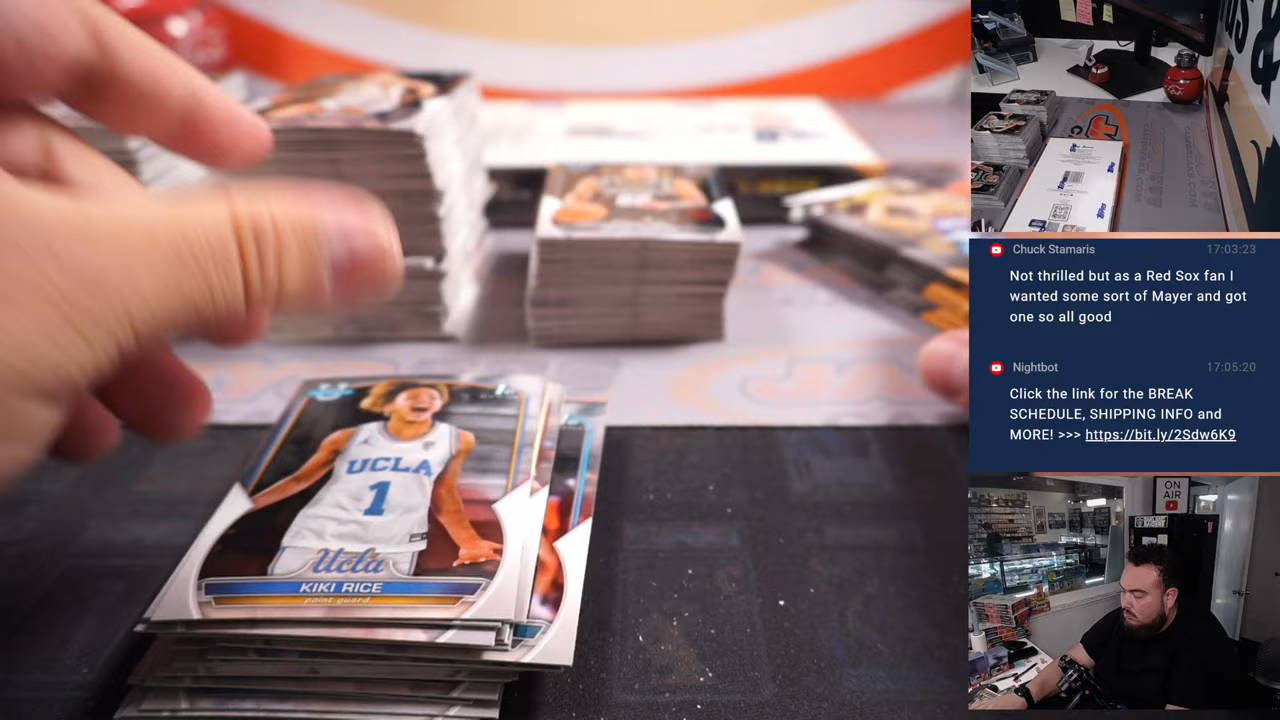 UCLA
1
Ucla
KIKI RICE
point guard
Chuck Stamaris 17:03:23
Not thrilled but as a Red Sox fan I
wanted some sort of Mayer and got
one so all good
Nightbot 17:05:20
Click the link for the BREAK
SCHEDULE, SHIPPING INFO and
MORE! >>> https://bit.ly/2Sdw6K9
ON
AIR